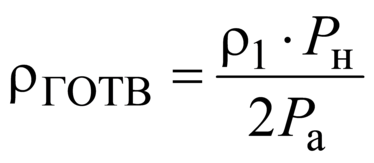 ρГОТВ = ρ1 · Pн / 2Pа